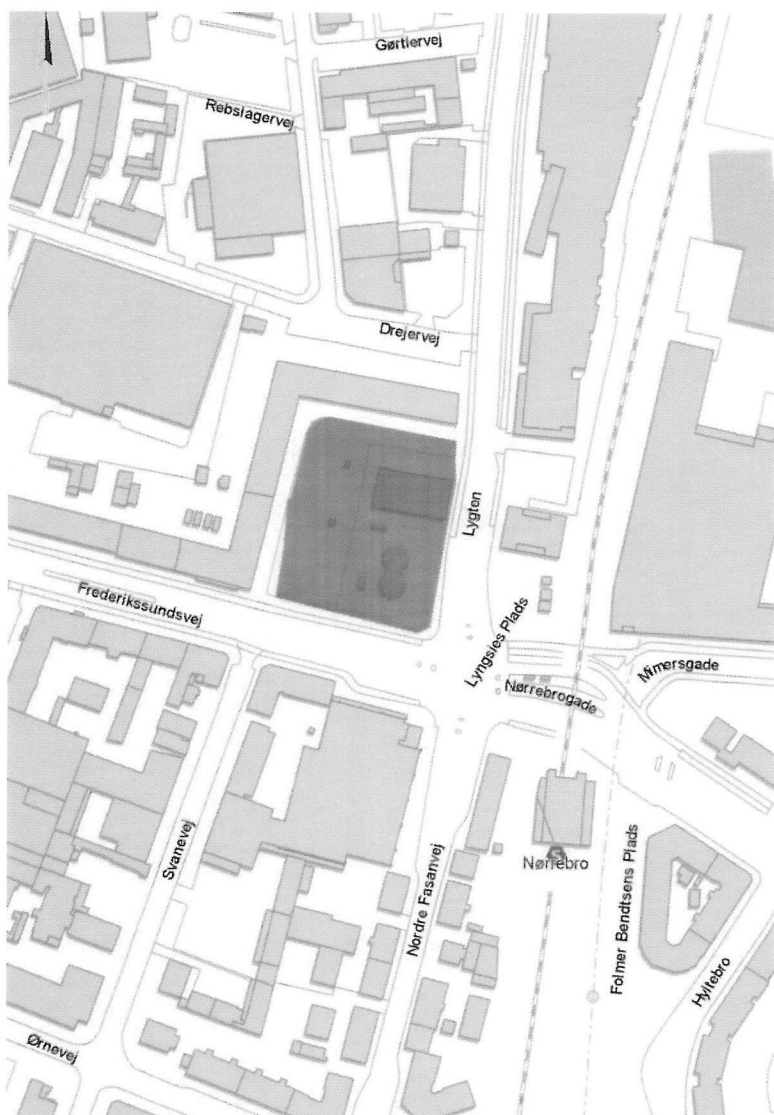 Gørtlervej
Rebslagervej
Drejervej
Lygten
Frederikssundsvej
Lyngsies Plads
Mimersgade
Nørrebrogade
Svanevej
Nordre Fasanvej
Nørrebro
Folmer Bendtsens Plads
Hyltebro
Ørnevej